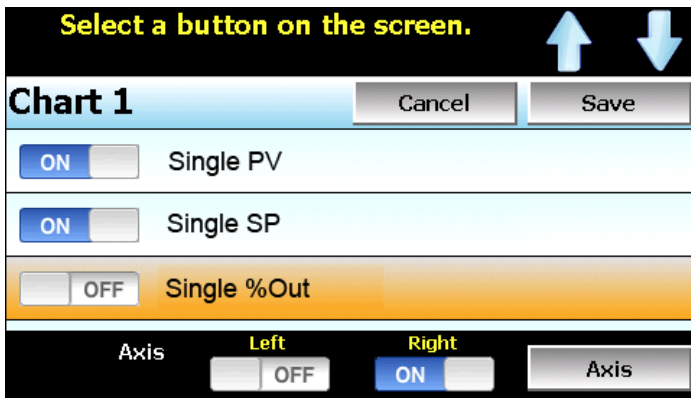 Select a button on the screen.
Chart 1 Cancel Save
ON Single PV
ON Single SP
OFF Single %Out
Left Right
Axis OFF ON Axis